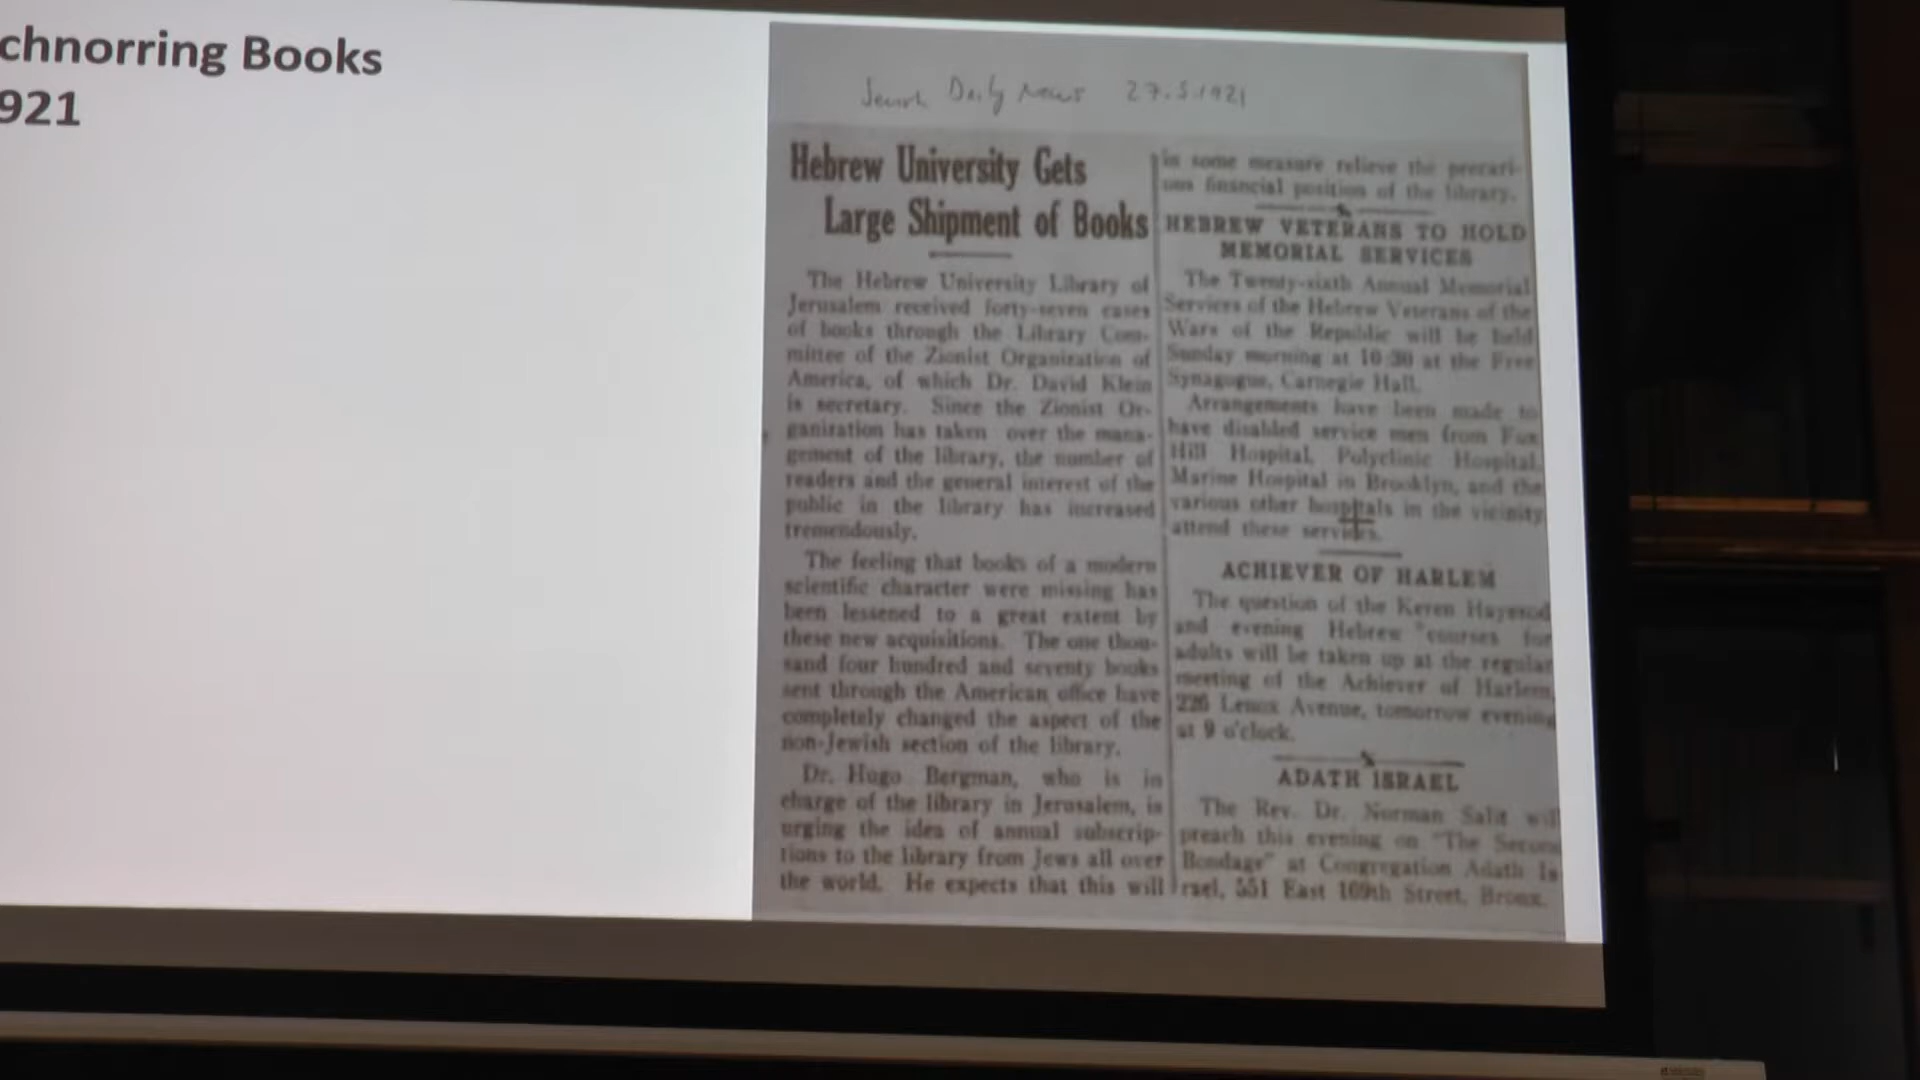 chnorring Books
921
Jewish Daily News 27.5.1921
Hebrew University Gets
Large Shipment of Books
The Hebrew University Library of
Jerusalem received forty-seven cases
of books through the Library Com-
mittee of the Zionist Organization of
America, of which Dr. David Klein
is secretary. Since the Zionist Or-
ganization has taken over the mana-
gement of the library, the number of
readers and the general interest of the
public in the library has increased
tremendously.
The feeling that books of a modern
scientific character were missing has
been lessened to a great extent by
these new acquisitions. The one thou-
sand four hundred and seventy books
sent through the American office have
completely changed the aspect of the
non-Jewish section of the library.
Dr. Hugo Bergman, who is in
charge of the library in Jerusalem, is
urging the idea of annual subscrip-
tions to the library from Jews all over
the world. He expects that this will
in some measure relieve the precari-
ous financial position of the library.
HEBREW VETERANS TO HOLD
MEMORIAL SERVICES
The Twenty-sixth Annual Memorial
Services of the Hebrew Veterans of the
Wars of the Republic will be held
Sunday morning at 10:30 at the Free
Synagogue, Carnegie Hall.
Arrangements have been made to
have disabled service men from Fox
Hill Hospital, Polyclinic Hospital,
Marine Hospital in Brooklyn, and the
various other hospitals in the vicinity
attend these services.
ACHIEVER OF HARLEM
The question of the Keren Hayesod
and evening Hebrew courses for
adults will be taken up at the regular
meeting of the Achiever of Harlem,
226 Lenox Avenue, tomorrow evening
at 9 o'clock.
ADATH ISRAEL
The Rev. Dr. Norman Salit will
preach this evening on "The Second
Bondage" at Congregation Adath Is
rael, 551 East 169th Street, Bronx.